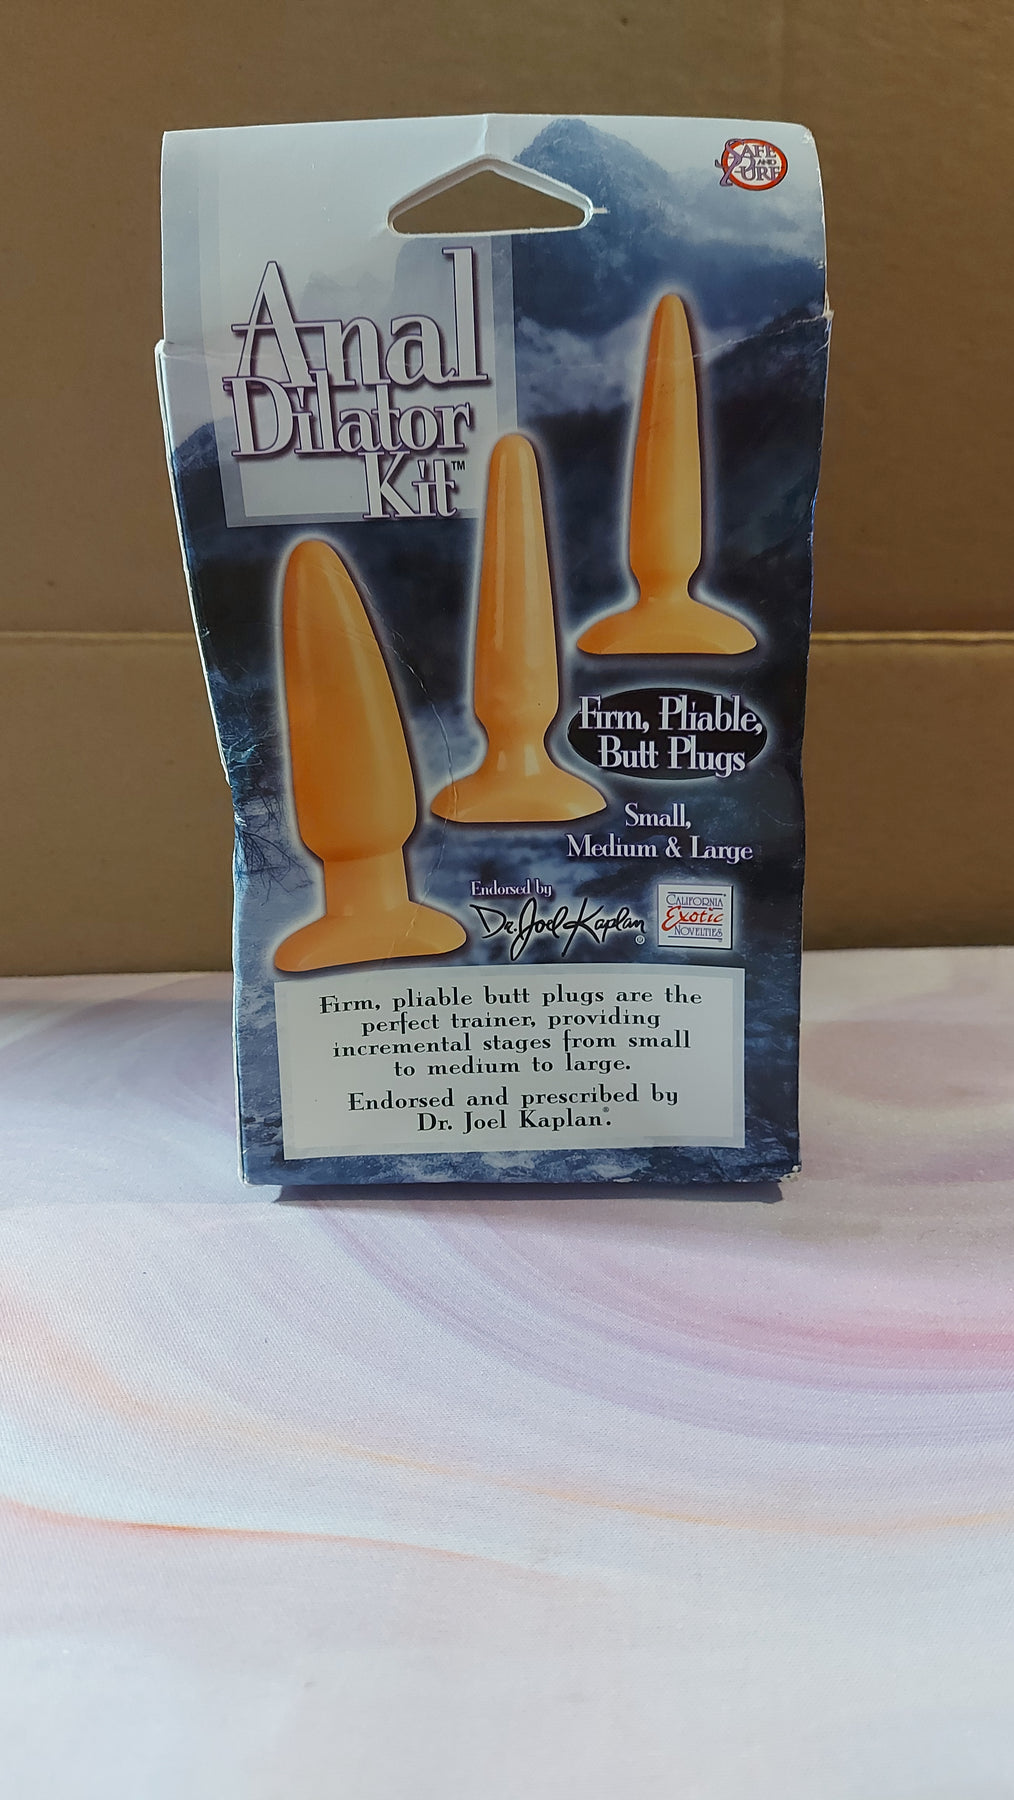 SAFE
AND
PURE
Anal
Dilator
Kit™
Firm, Pliable,
Butt Plugs
Small,
Medium & Large
Endorsed by
Dr. Joel Kaplan®
CALIFORNIA
Exotic
NOVELTIES
Firm, pliable butt plugs are the
perfect trainer, providing
incremental stages from small
to medium to large.
Endorsed and prescribed by
Dr. Joel Kaplan®.